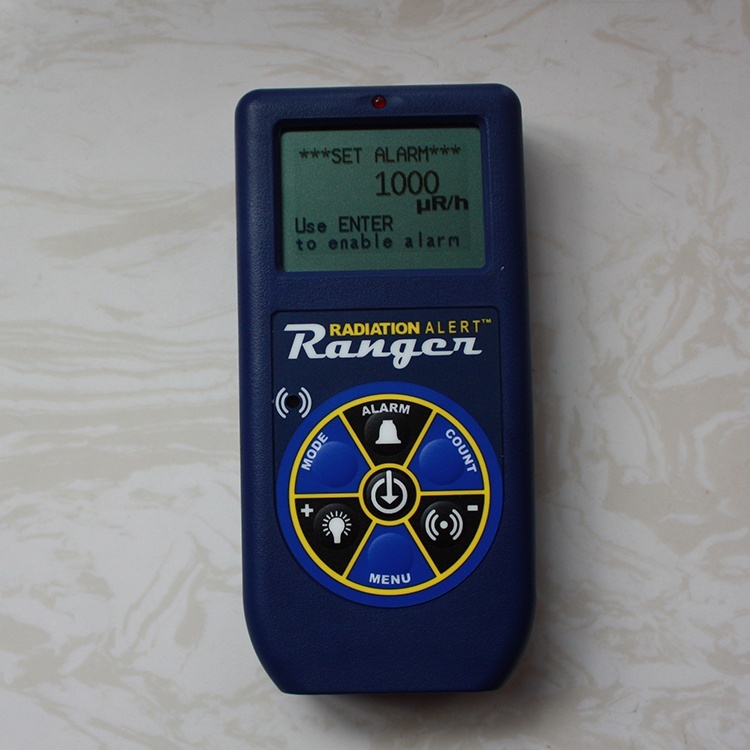 ***SET ALARM***
1000
µR/h
Use ENTER
to enable alarm
RADIATION ALERT™
Ranger
ALARM
MODE
COUNT
+
-
MENU